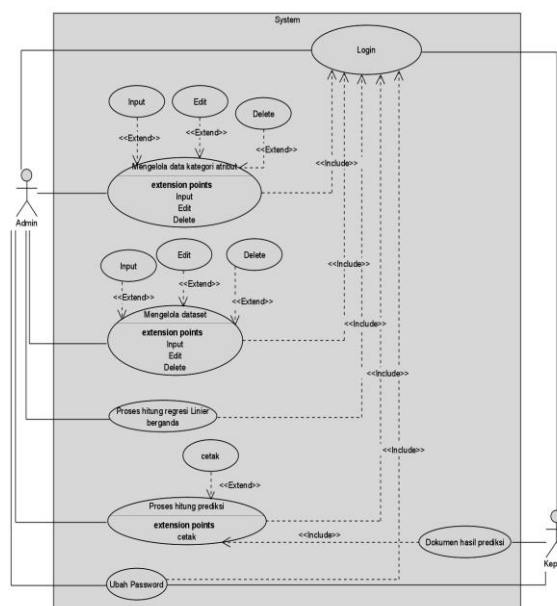 System
Login
Input
Edit
Delete
<<Extend>>
<<Extend>>
<<Extend>>
Mengelola data kategori atribut
extension points
Input
Edit
Delete
<<Include>>
Admin
Input
Edit
Delete
<<Extend>>
<<Extend>>
<<Extend>>
Mengelola dataset
extension points
Input
Edit
Delete
<<Include>>
<<Include>>
Proses hitung regresi Linier
berganda
<<Include>>
<<Include>>
cetak
<<Extend>>
Proses hitung prediksi
extension points
cetak
<<Include>>
Dokumen hasil prediksi
Kep
Ubah Password